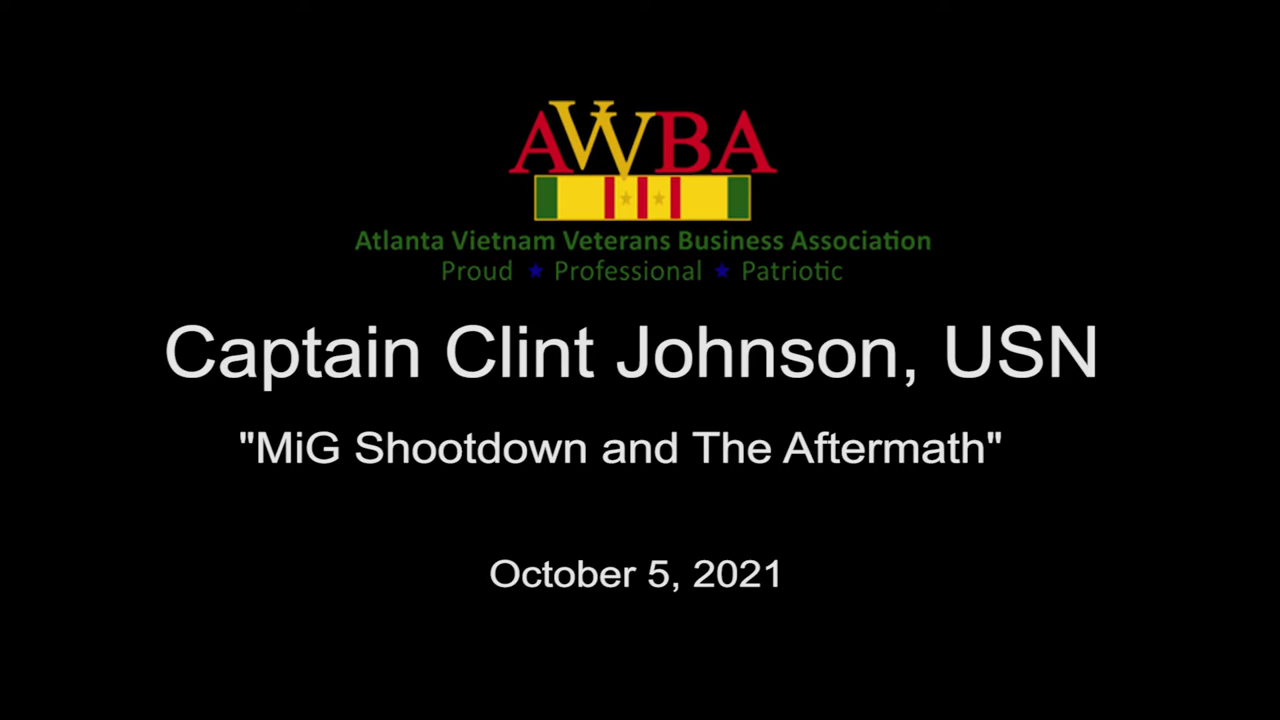 AVVBA
Atlanta Vietnam Veterans Business Association
Proud ★ Professional ★ Patriotic
Captain Clint Johnson, USN
"MiG Shootdown and The Aftermath"
October 5, 2021